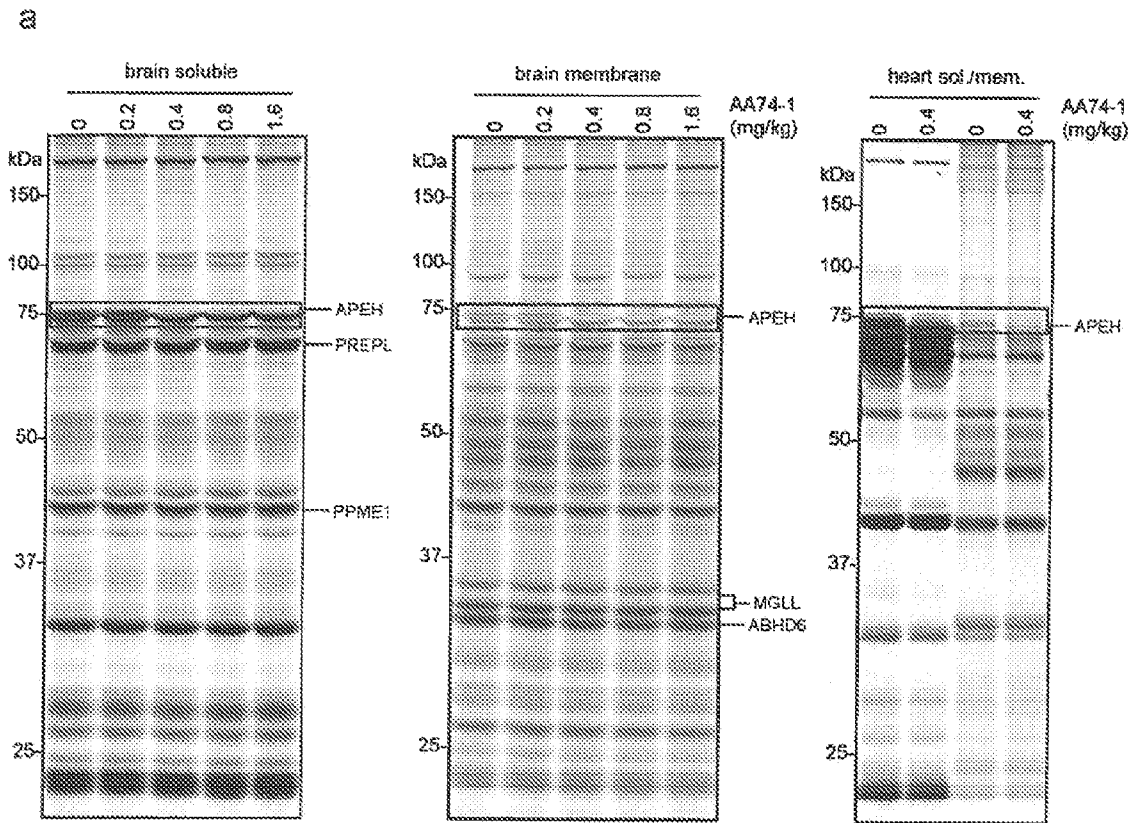 a
brain soluble
0 0.2 0.4 0.8 1.6
kDa
150
100
75
50
37
25
APEH
PREPL
PPME1
brain membrane
0 0.2 0.4 0.8 1.6
AA74-1
(mg/kg)
kDa
150
100
75
50
37
25
APEH
MGLL
ABHD6
heart sol./mem.
0 0.4 0 0.4
AA74-1
(mg/kg)
kDa
150
100
75
50
37
25
APEH